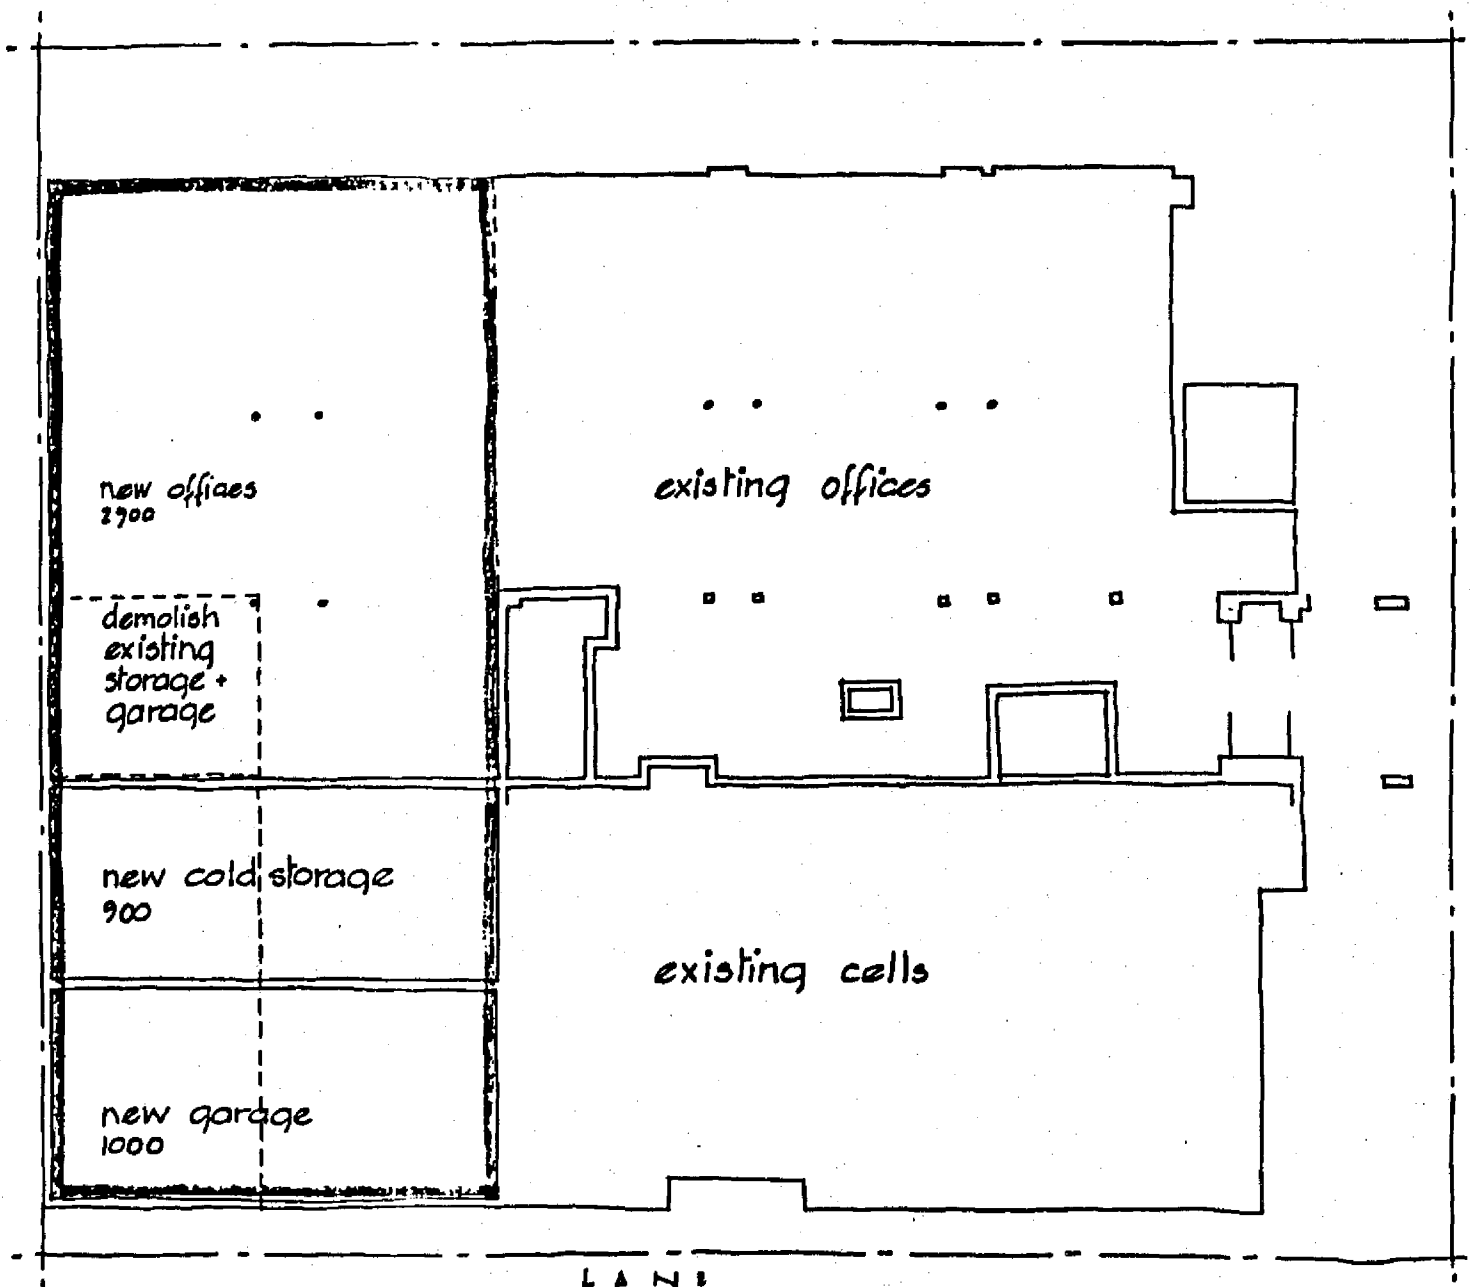 new offices
2900
existing offices
demolish
existing
storage +
garage
new cold storage
900
existing cells
new garage
1000
LANE